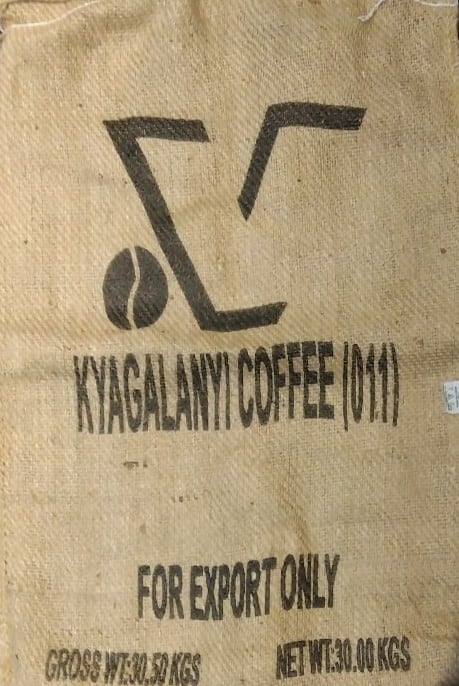 KYAGALANYI COFFEE (011)
FOR EXPORT ONLY
GROSS WT:30.50 KGS NET WT:30.00 KGS